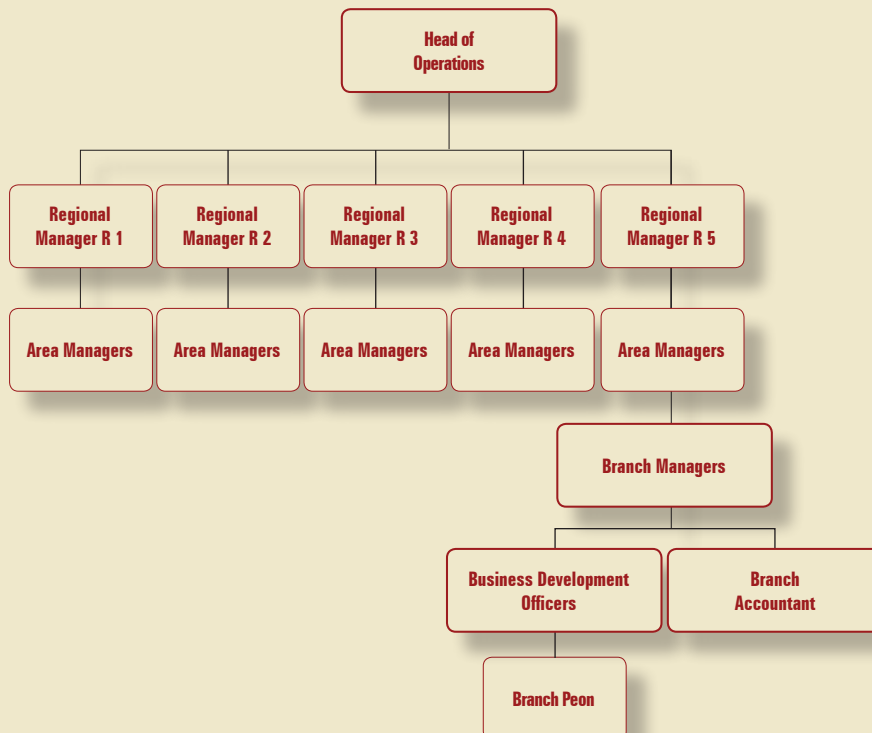 Head of
Operations
Regional
Manager R 1
Regional
Manager R 2
Regional
Manager R 3
Regional
Manager R 4
Regional
Manager R 5
Area Managers
Area Managers
Area Managers
Area Managers
Area Managers
Branch Managers
Business Development
Officers
Branch
Accountant
Branch Peon